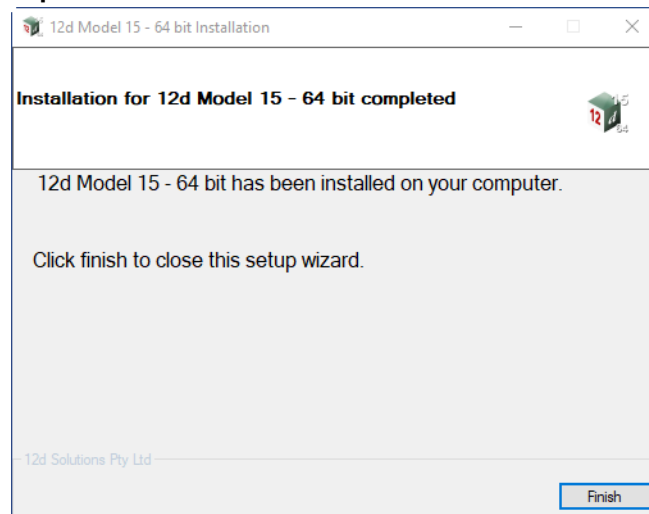 12d Model 15 - 64 bit Installation
Installation for 12d Model 15 - 64 bit completed
15
12 d
64
12d Model 15 - 64 bit has been installed on your computer.
Click finish to close this setup wizard.
12d Solutions Pty Ltd
Finish